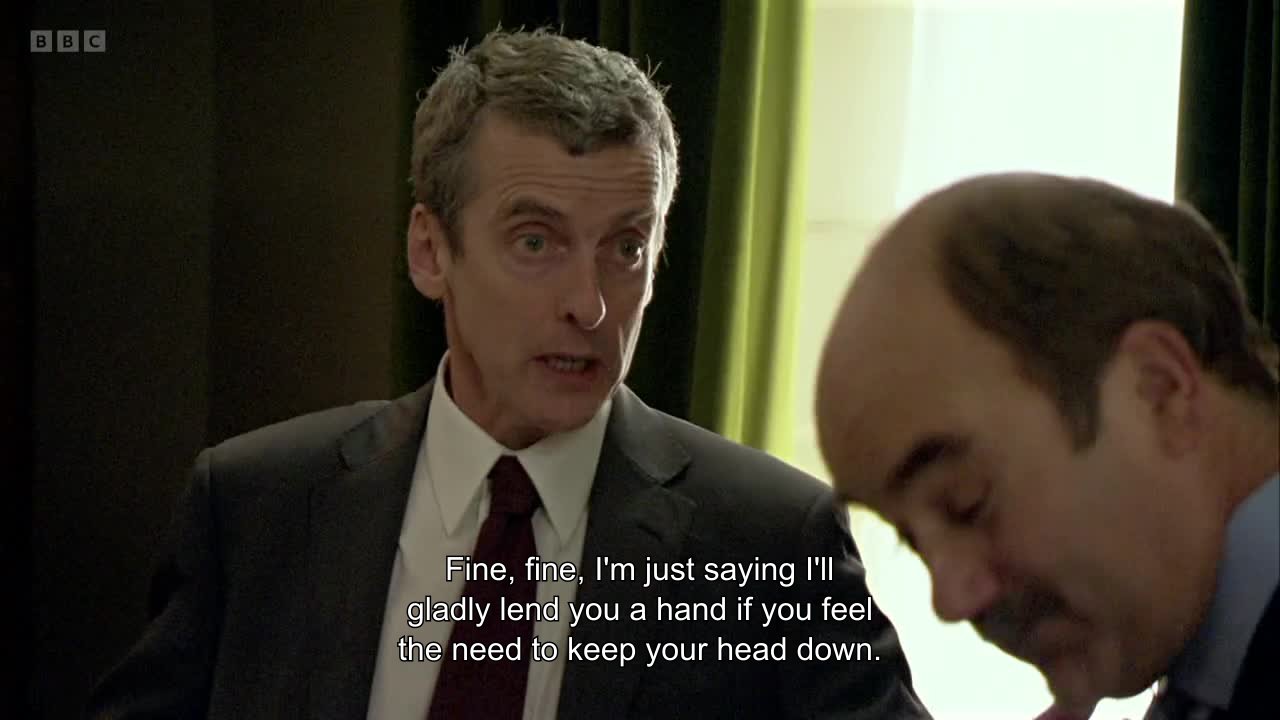 BBC
Fine, fine, I'm just saying I'll
gladly lend you a hand if you feel
the need to keep your head down.